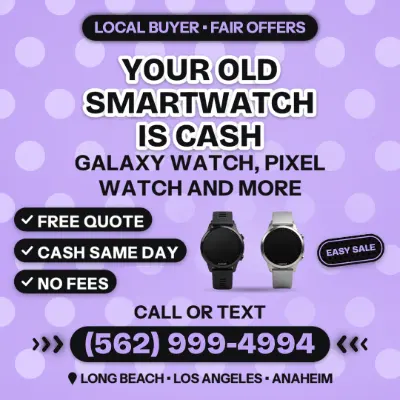 LOCAL BUYER • FAIR OFFERS
YOUR OLD
SMARTWATCH
IS CASH
GALAXY WATCH, PIXEL
WATCH AND MORE
FREE QUOTE
CASH SAME DAY
NO FEES
EASY SALE
CALL OR TEXT
(562) 999-4994
LONG BEACH • LOS ANGELES • ANAHEIM